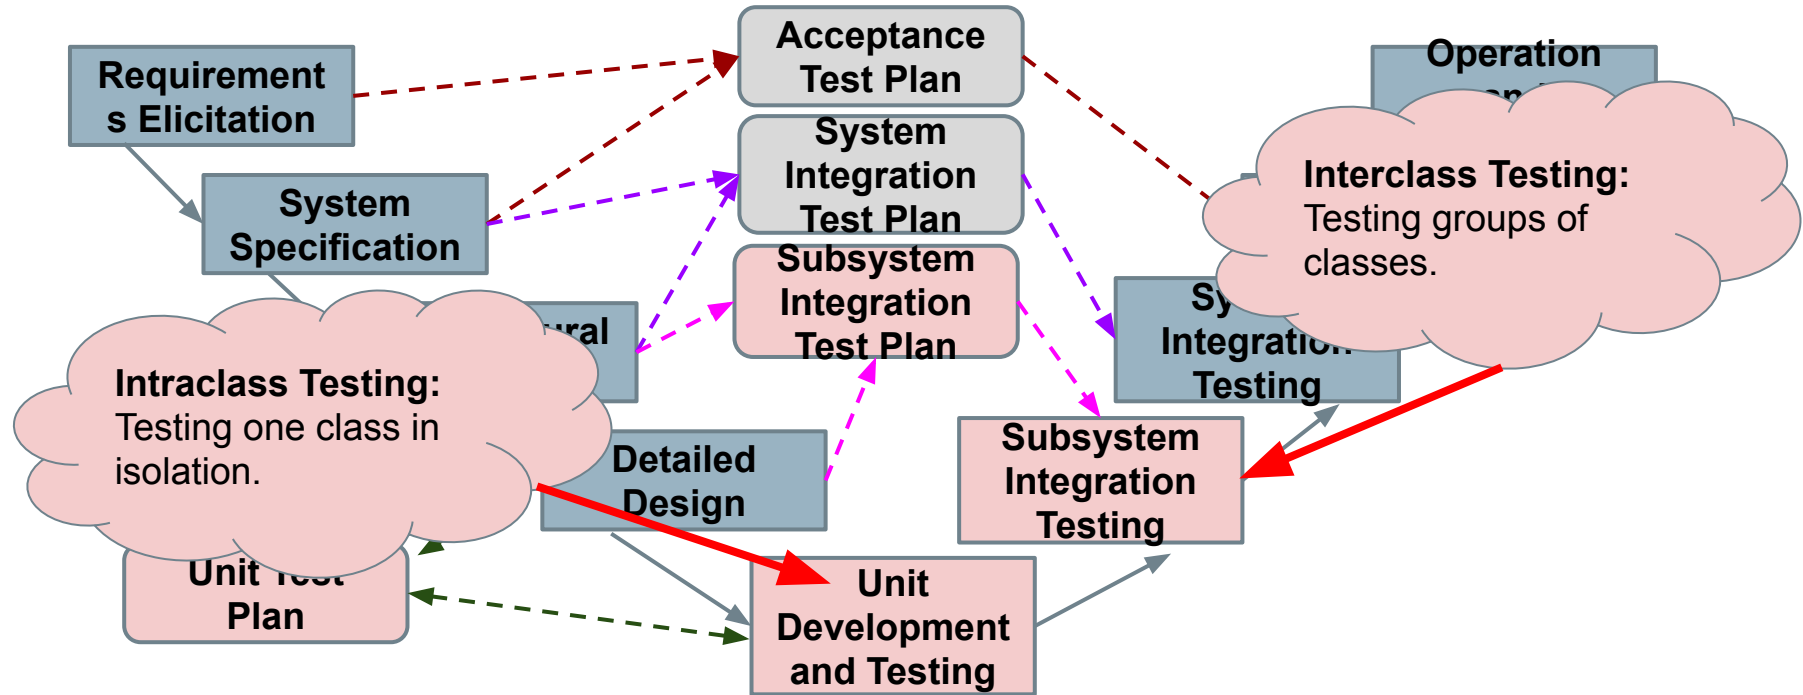 Requirement
s Elicitation
Acceptance
Test Plan
Operation
System
Specification
System
Integration
Test Plan
Interclass Testing:
Testing groups of
classes.
Subsystem
Integration
Test Plan
Integration
Testing
Intraclass Testing:
Testing one class in
isolation.
Detailed
Design
Subsystem
Integration
Testing
Unit Test
Plan
Unit
Development
and Testing